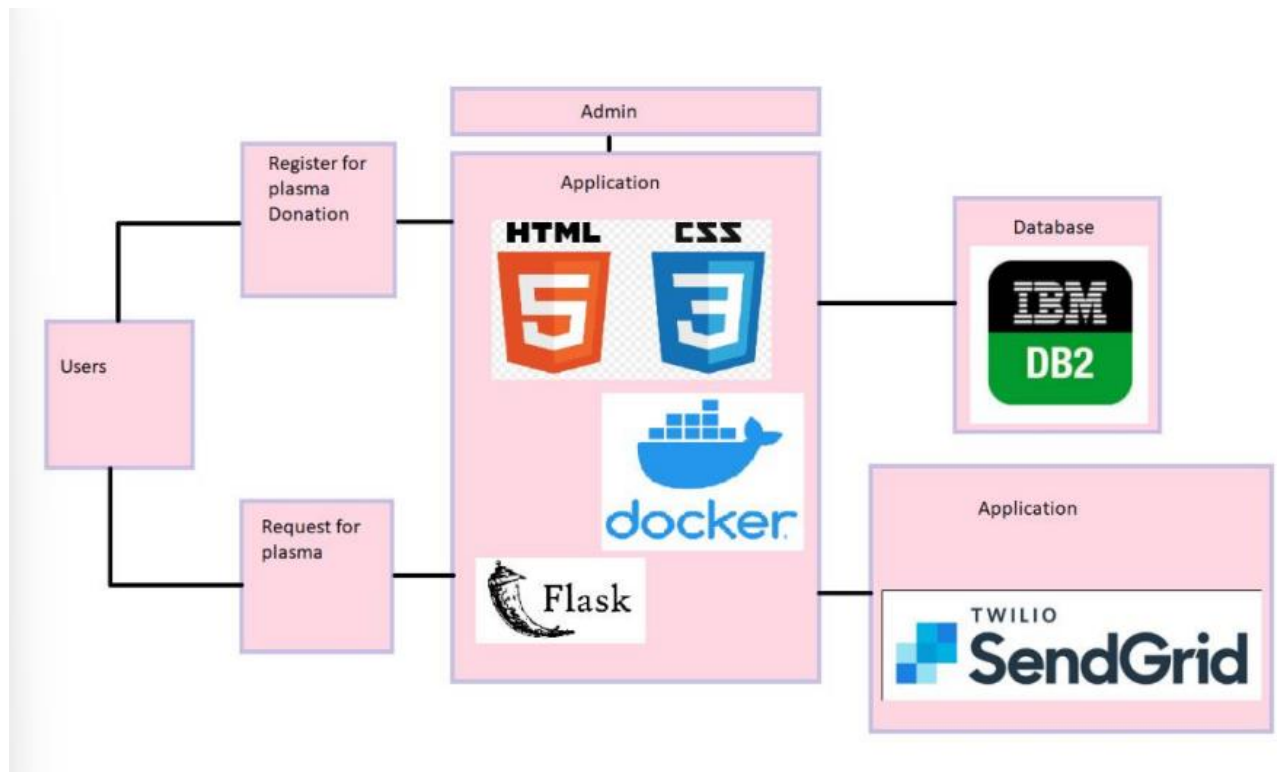 Admin
Register for
plasma
Donation
Application
HTML CSS
5 3
Database
IBM
DB2
Users
docker
Request for
plasma
Flask
Application
TWILIO
SendGrid